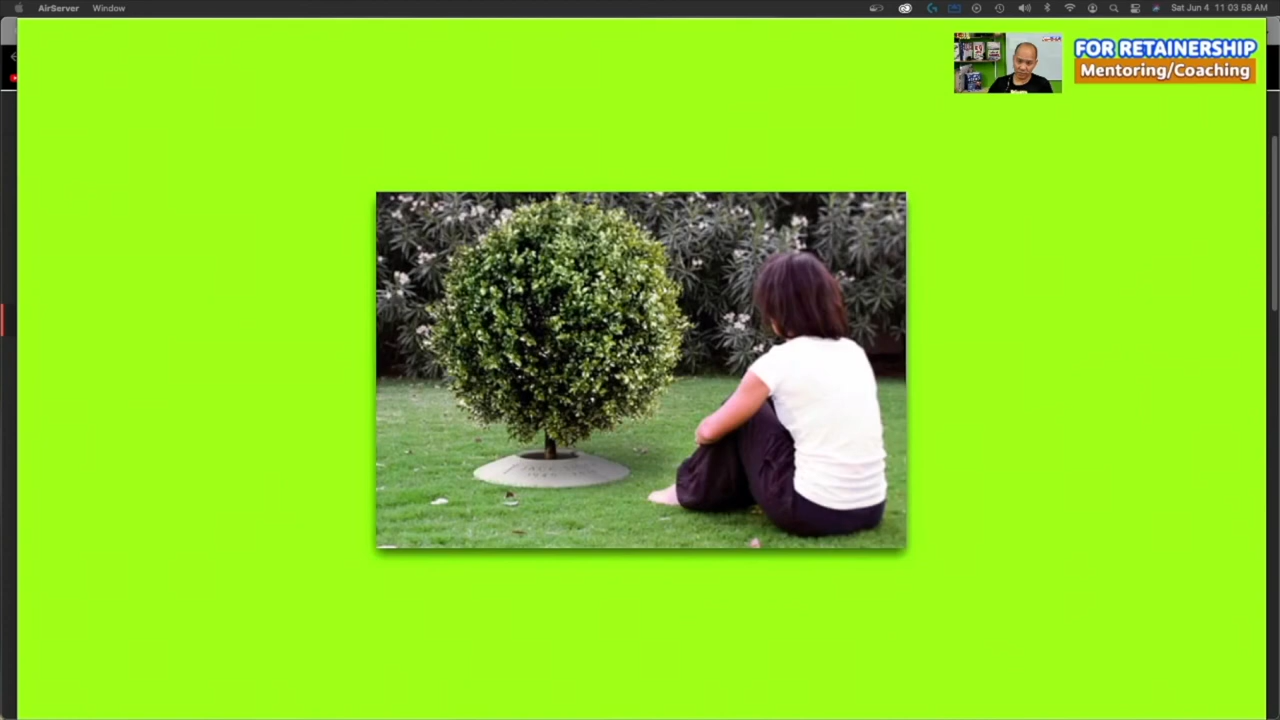 AirServer Window Sat Jun 4 11 03 58 AM
FOR RETAINERSHIP
Mentoring/Coaching